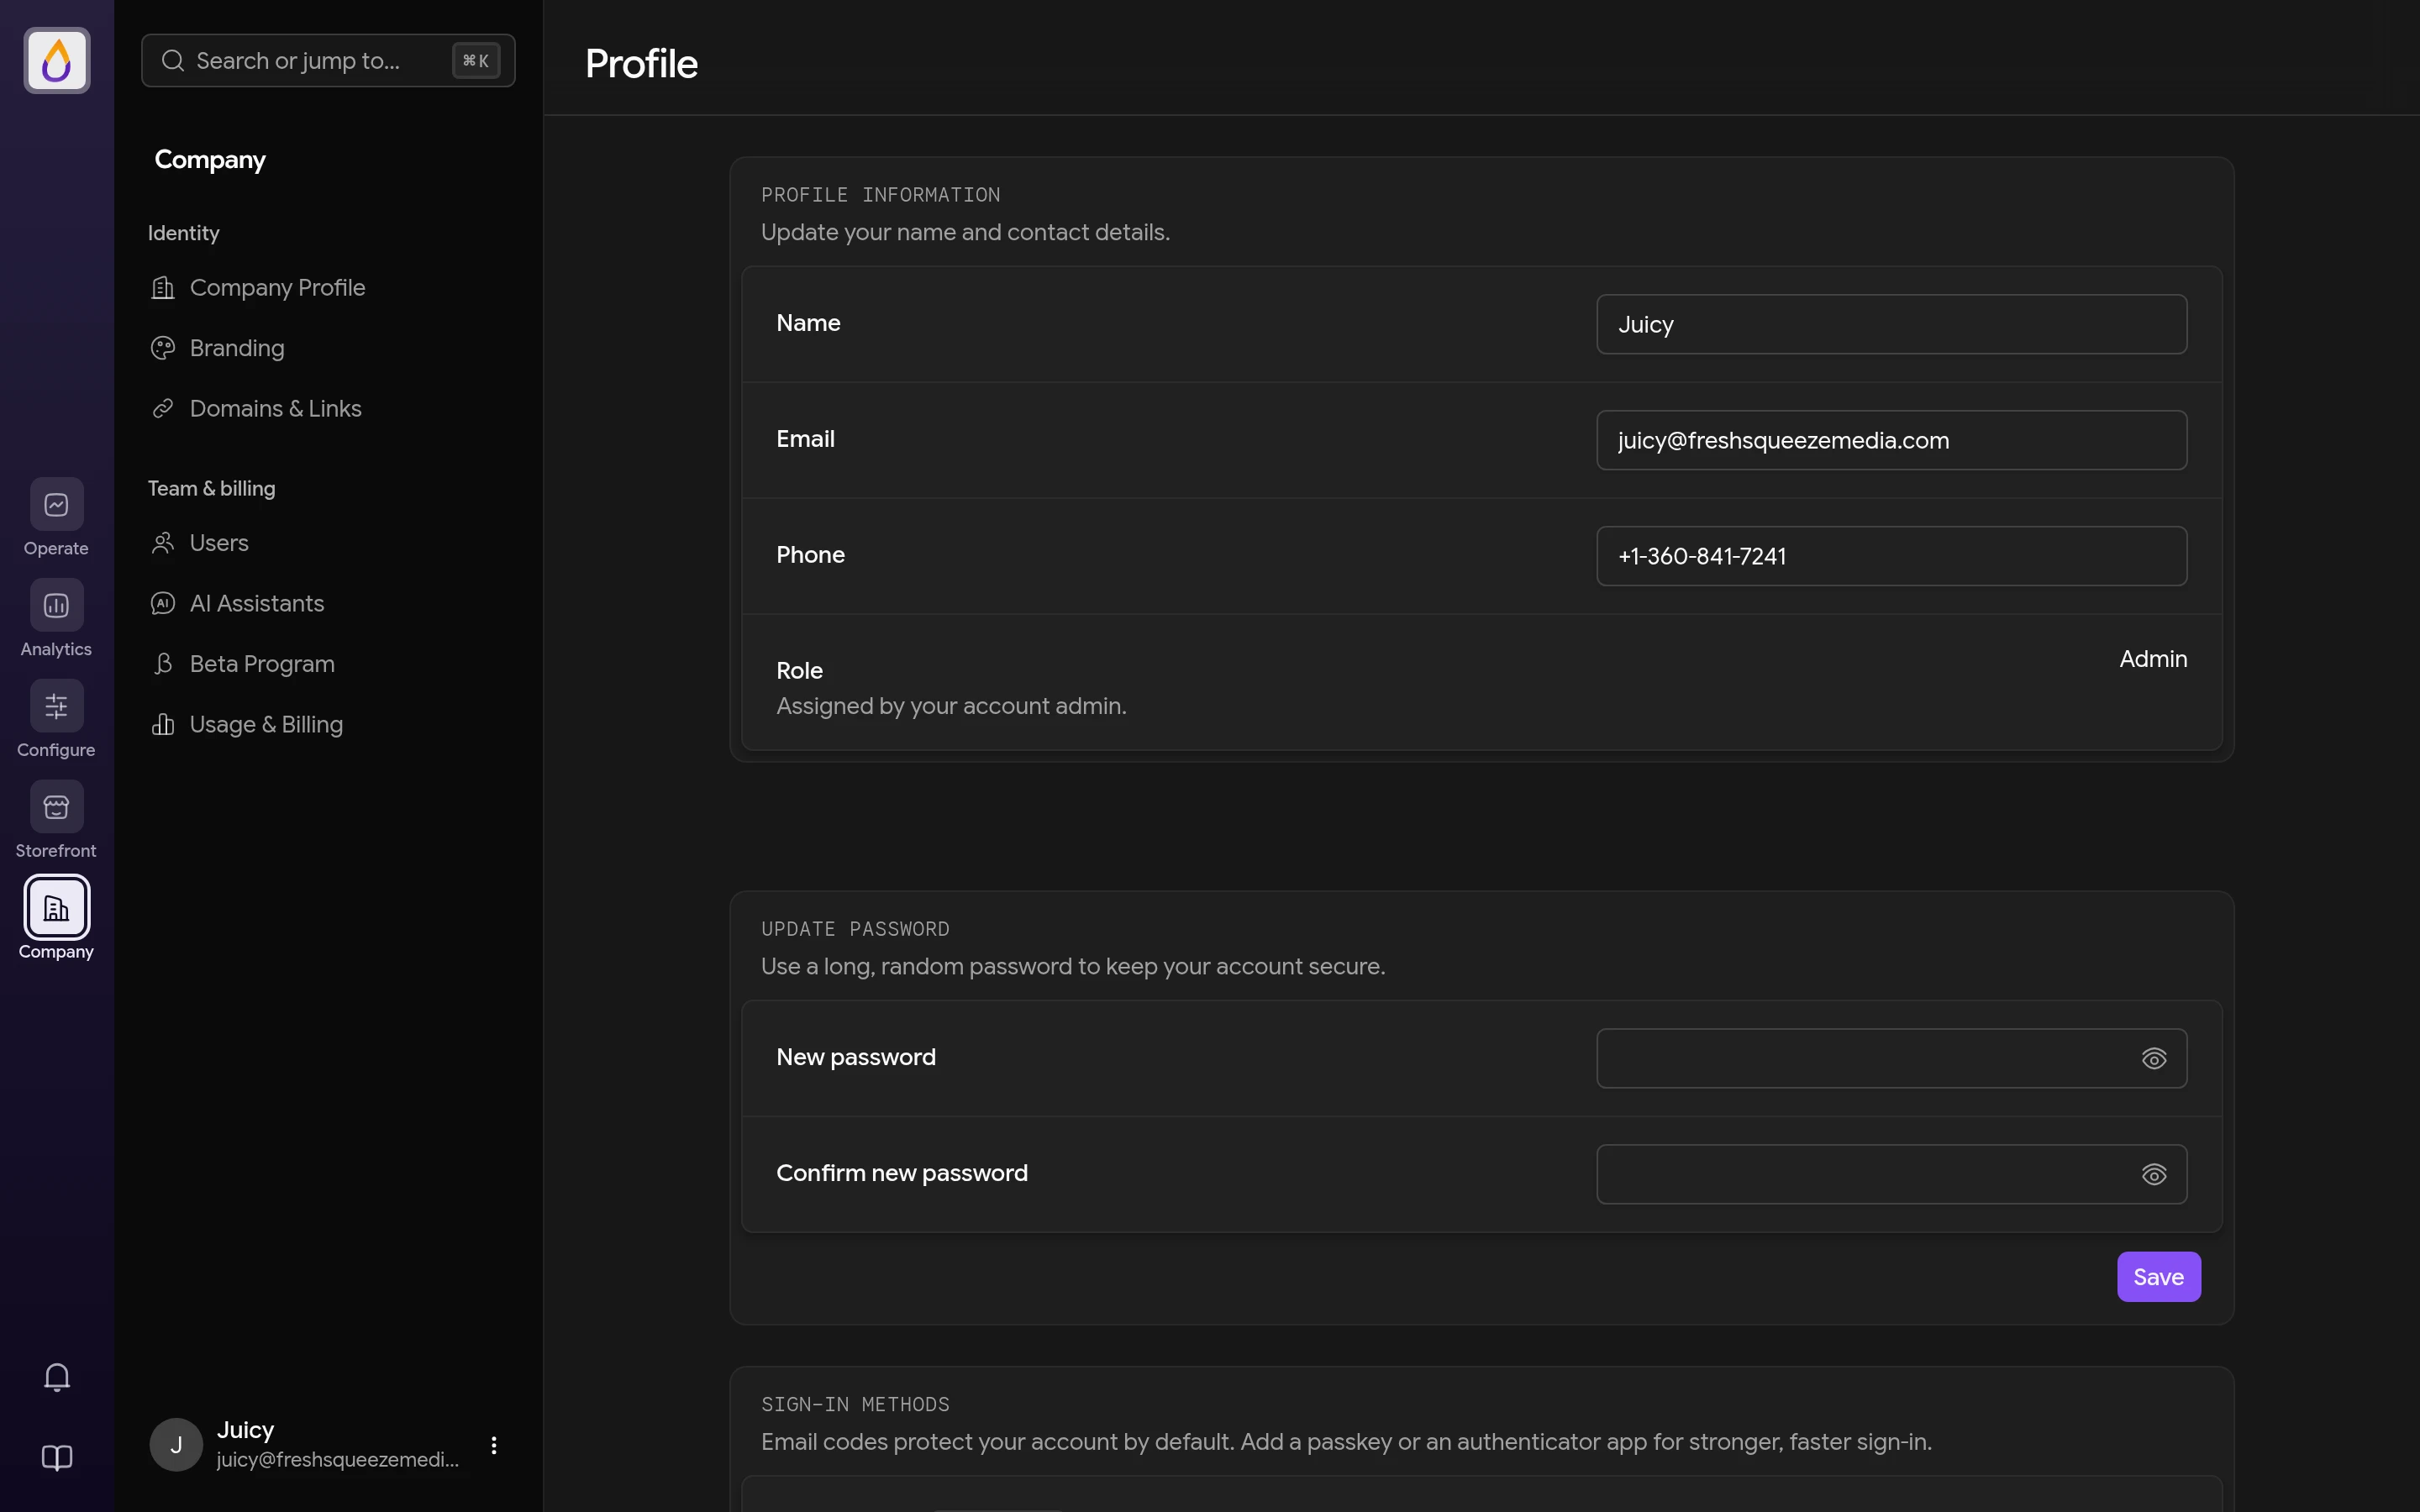 Search or jump to...
⌘K
Company
Identity
Company Profile
Branding
Domains & Links
Team & billing
Users
AI Assistants
Beta Program
Usage & Billing
Operate
Analytics
Configure
Storefront
Company
J
Juicy
juicy@freshsqueezemedi...
Profile
PROFILE INFORMATION
Update your name and contact details.
Name
Juicy
Email
juicy@freshsqueezemedia.com
Phone
+1-360-841-7241
Role
Admin
Assigned by your account admin.
UPDATE PASSWORD
Use a long, random password to keep your account secure.
New password
Confirm new password
Save
SIGN-IN METHODS
Email codes protect your account by default. Add a passkey or an authenticator app for stronger, faster sign-in.